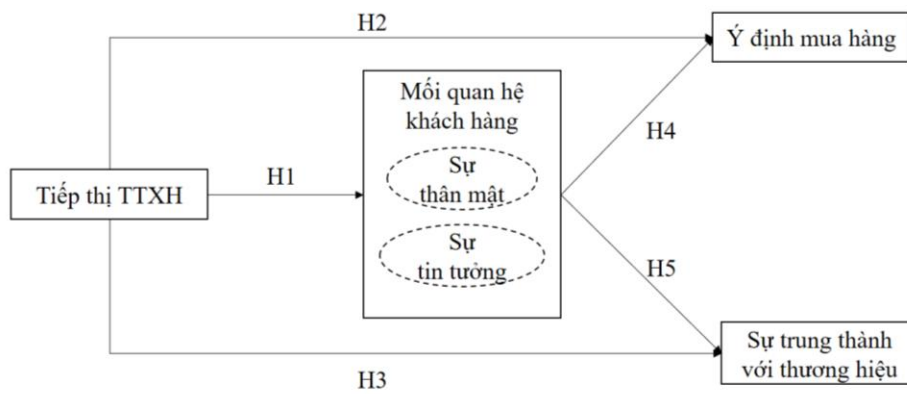 H2
Ý định mua hàng
Mối quan hệ
khách hàng
H4
Sự
thân mật
H1
Tiếp thị TTXH
Sự
tin tưởng
H5
Sự trung thành
với thương hiệu
H3